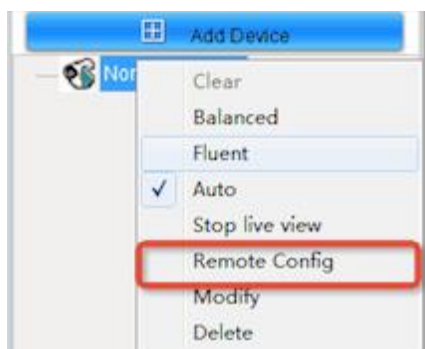 Add Device
Nor
Clear
Balanced
Fluent
Auto
Stop live view
Remote Config
Modify
Delete